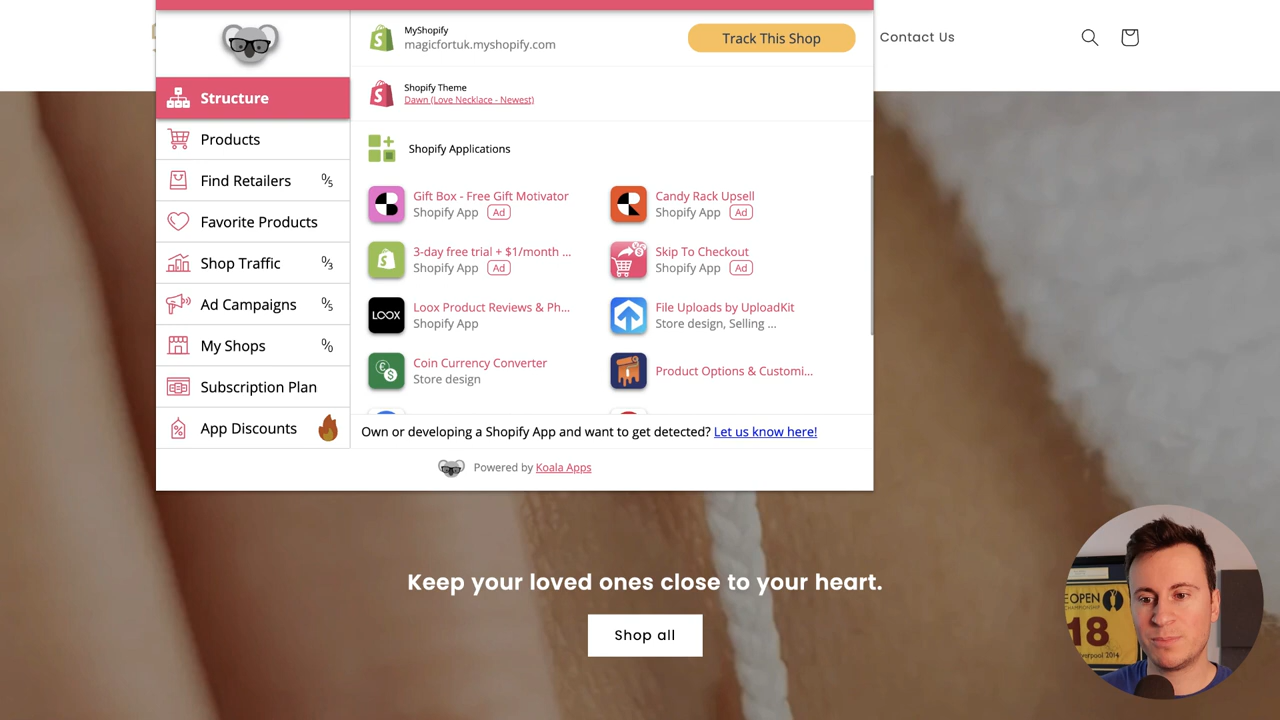 MyShopify
magicfortuk.myshopify.com
Track This Shop
Contact Us
Structure
Shopify Theme
Dawn (Love Necklace - Newest)
Products
Shopify Applications
Find Retailers
Favorite Products
Shop Traffic
Ad Campaigns
My Shops
Subscription Plan
App Discounts
Gift Box - Free Gift Motivator
Shopify App Ad
Candy Rack Upsell
Shopify App Ad
3-day free trial + $1/month ...
Shopify App Ad
Skip To Checkout
Shopify App Ad
LOOX
Loox Product Reviews & Ph...
Shopify App
File Uploads by UploadKit
Store design, Selling ...
Coin Currency Converter
Store design
Product Options & Customi...
Own or developing a Shopify App and want to get detected? Let us know here!
Powered by Koala Apps
Keep your loved ones close to your heart.
Shop all
EOPEN
CHAMPIONSHIP
18